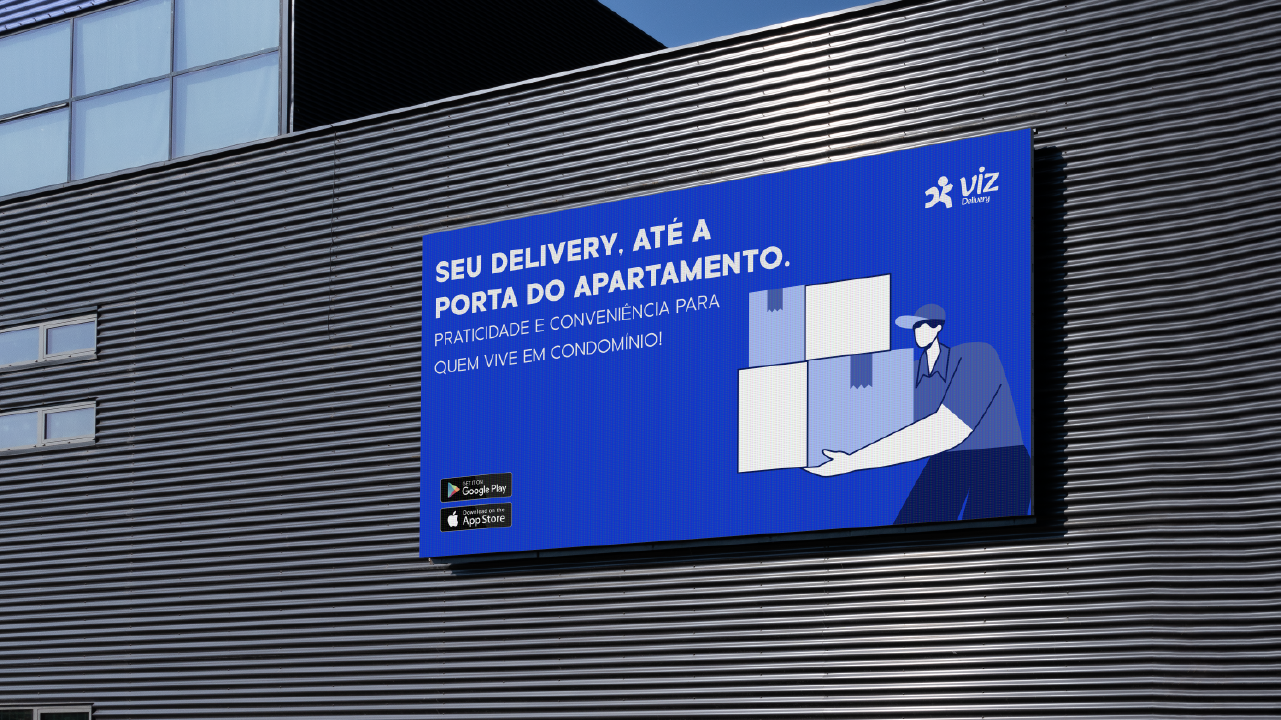 viz
Delivery
SEU DELIVERY, ATÉ A
PORTA DO APARTAMENTO.
PRATICIDADE E CONVENIÊNCIA PARA
QUEM VIVE EM CONDOMÍNIO!
GET IT ON
Google Play
Download on the
App Store